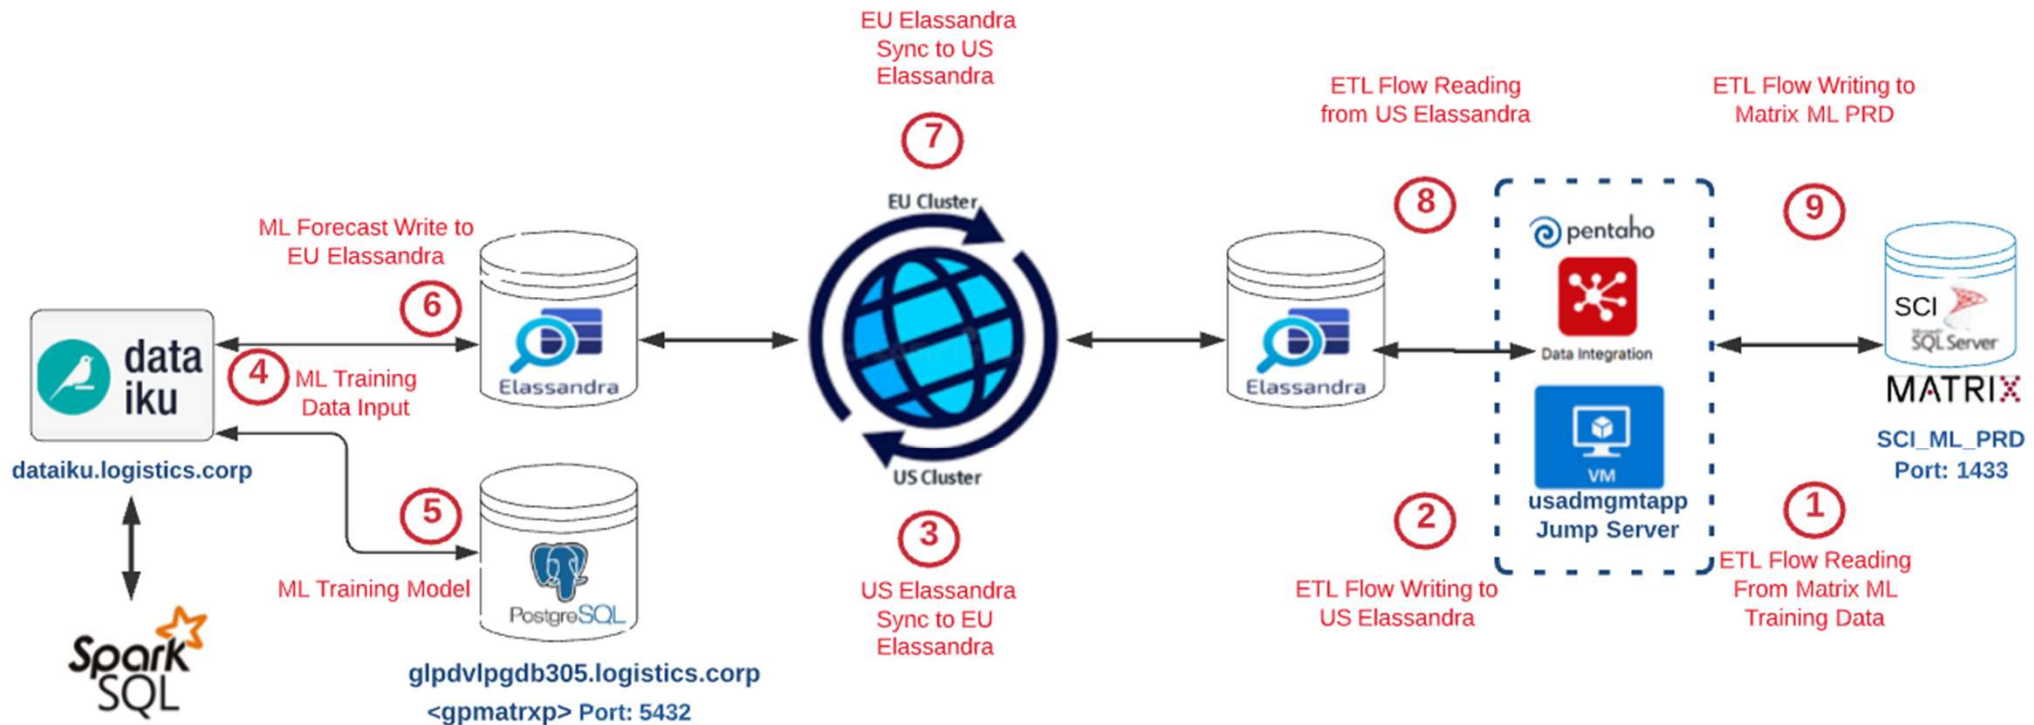 EU Elassandra
Sync to US
Elassandra
7
EU Cluster
US Cluster
3
US Elassandra
Sync to EU
Elassandra
ML Forecast Write to
EU Elassandra
6
Elassandra
data
iku
dataiku.logistics.corp
4
ML Training
Data Input
5
ML Training Model
PostgreSQL
glpdvlpgdb305.logistics.corp
<gpmatrxp> Port: 5432
Spark
SQL
Elassandra
ETL Flow Reading
from US Elassandra
8
2
ETL Flow Writing to
US Elassandra
pentaho
Data Integration
VM
usadmgmtapp
Jump Server
ETL Flow Writing to
Matrix ML PRD
9
SCI
Microsoft
SQL Server
MATRIX
SCI_ML_PRD
Port: 1433
1
ETL Flow Reading
From Matrix ML
Training Data